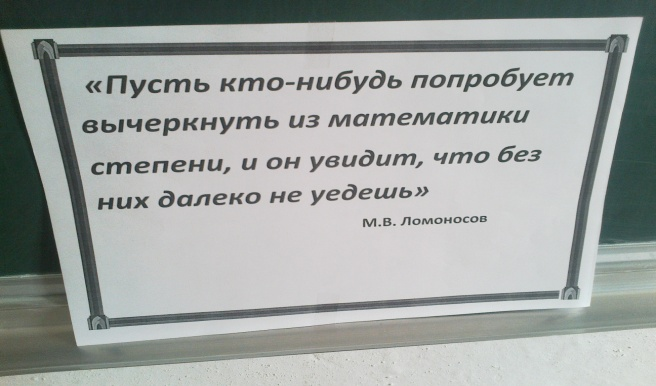 «Пусть кто-нибудь попробует
вычеркнуть из математики
степени, и он увидит, что без
них далеко не уедешь»
М.В. Ломоносов